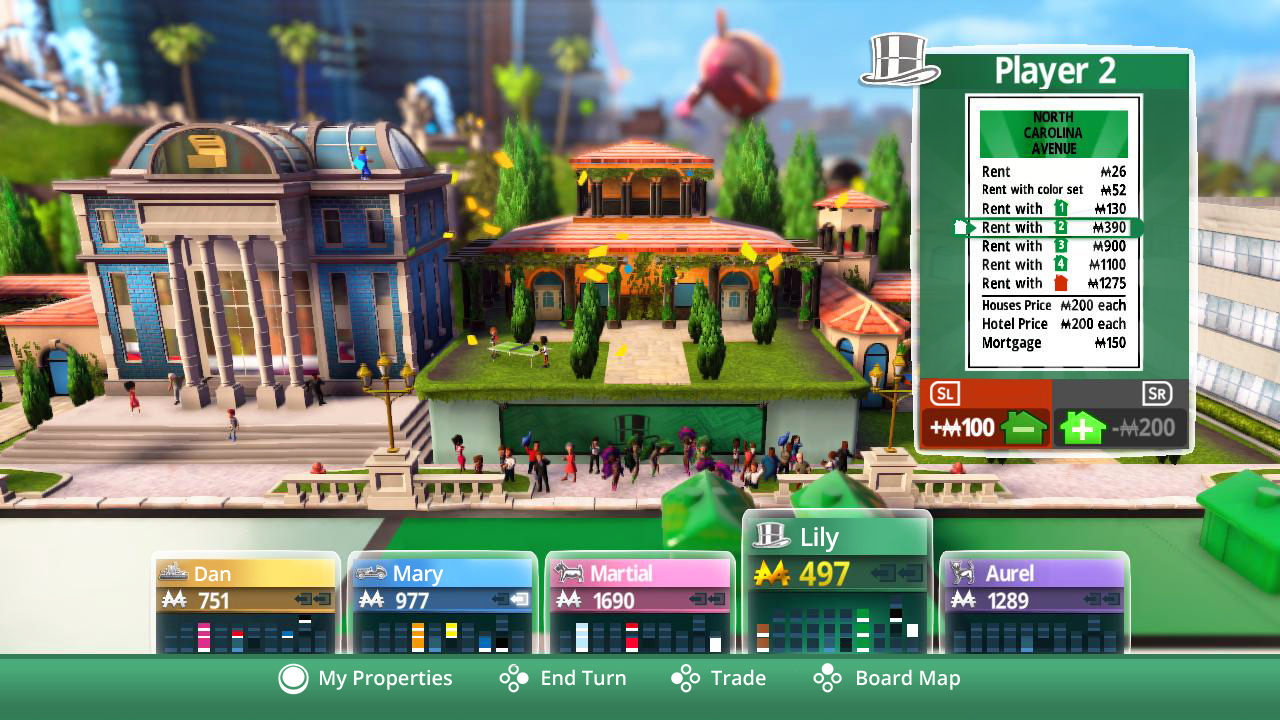 Player 2
NORTH
CAROLINA
AVENUE
Rent ₩26
Rent with color set ₩52
Rent with 1 ₩130
Rent with 2 ₩390
Rent with 3 ₩900
Rent with 4 ₩1100
Rent with ₩1275
Houses Price ₩200 each
Hotel Price ₩200 each
Mortgage ₩150
SL
SR
+₩100
-₩200
Dan
751
Mary
977
Martial
1690
Lily
497
Aurel
1289
My Properties
End Turn
Trade
Board Map